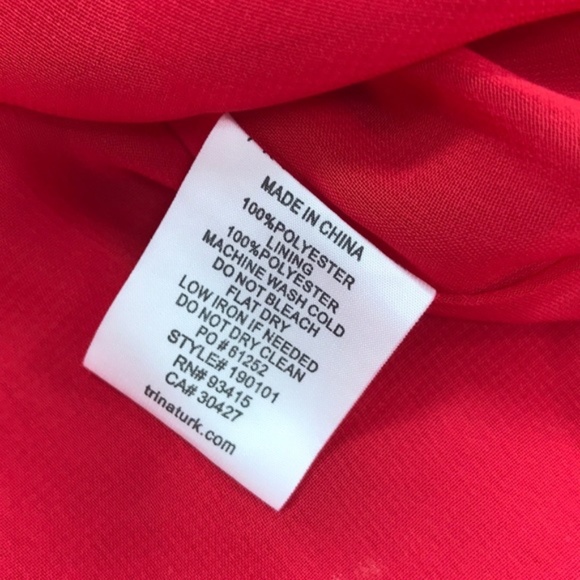 MADE IN CHINA
100%POLYESTER
LINING
100%POLYESTER
MACHINE WASH COLD
DO NOT BLEACH
FLAT DRY
LOW IRON IF NEEDED
DO NOT DRY CLEAN
PO # 61252
STYLE# 190101
RN# 93415
CA# 30427
trinaturk.com